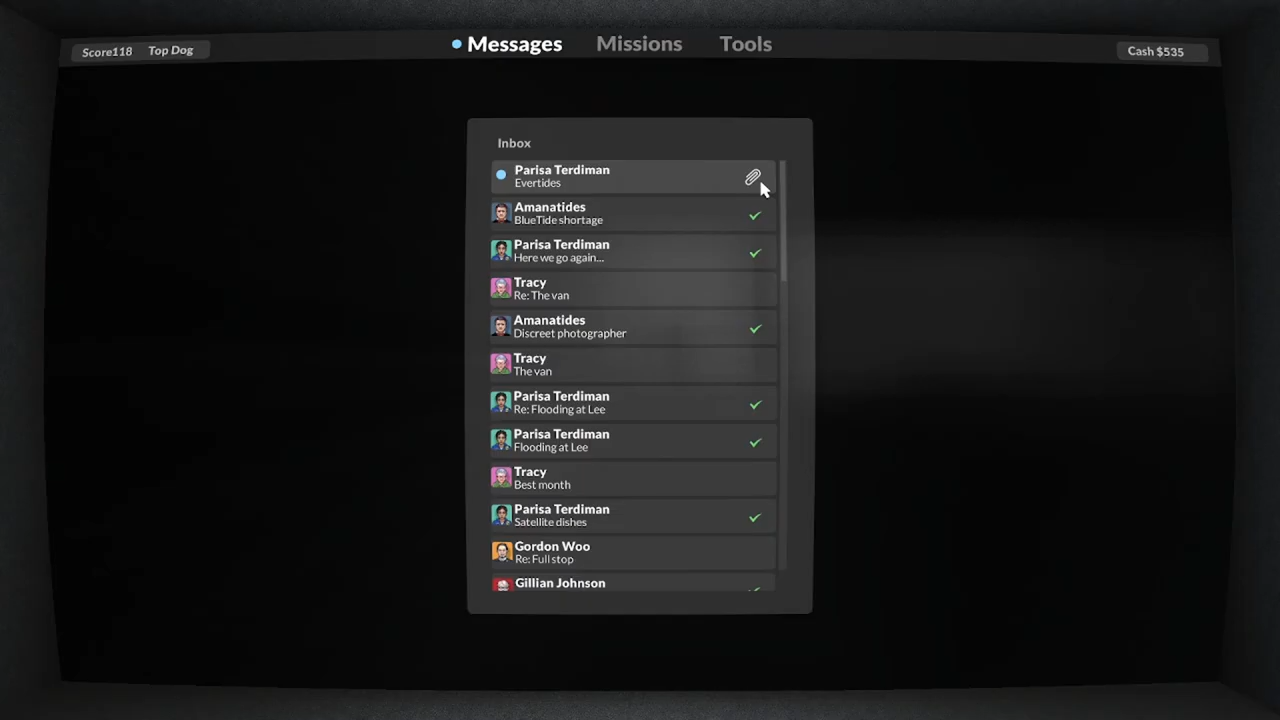 Score118 Top Dog
Messages
Missions
Tools
Cash $535
Inbox
Parisa Terdiman
Evertides
Amanatides
BlueTide shortage
Parisa Terdiman
Here we go again...
Tracy
Re: The van
Amanatides
Discreet photographer
Tracy
The van
Parisa Terdiman
Re: Flooding at Lee
Parisa Terdiman
Flooding at Lee
Tracy
Best month
Parisa Terdiman
Satellite dishes
Gordon Woo
Re: Full stop
Gillian Johnson